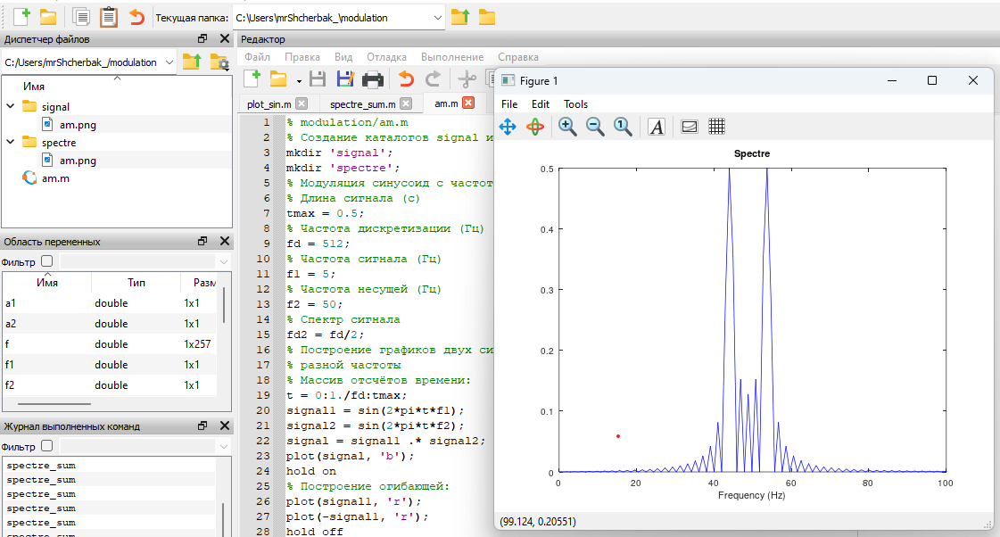 Текущая папка: C:\Users\mrShcherbak_\modulation
Диспетчер файлов
C:/Users/mrShcherbak_/modulation
Имя
signal
am.png
spectre
am.png
am.m
Область переменных
Фильтр
Имя Тип Разм
a1 double 1x1
a2 double 1x1
f double 1x257
f1 double 1x1
f2 double 1x1
Журнал выполненных команд
Фильтр
spectre_sum
spectre_sum
spectre_sum
spectre_sum
spectre_sum
spectre_sum
Редактор
Файл Правка Вид Отладка Выполнение Справка
plot_sin.m spectre_sum.m am.m
1 % modulation/am.m
2 % Создание каталогов signal и
3 mkdir 'signal';
4 mkdir 'spectre';
5 % Модуляция синусоид с частот
6 % Длина сигнала (с)
7 tmax = 0.5;
8 % Частота дискретизации (Гц)
9 fd = 512;
10 % Частота сигнала (Гц)
11 f1 = 5;
12 % Частота несущей (Гц)
13 f2 = 50;
14 % Спектр сигнала
15 fd2 = fd/2;
16 % Построение графиков двух си
17 % разной частоты
18 % Массив отсчётов времени:
19 t = 0:1./fd:tmax;
20 signal1 = sin(2*pi*t*f1);
21 signal2 = sin(2*pi*t*f2);
22 signal = signal1 .* signal2;
23 plot(signal, 'b');
24 hold on
25 % Построение огибающей:
26 plot(signal1, 'r');
27 plot(-signal1, 'r');
28 hold off
Figure 1
File Edit Tools
A
Spectre
0.5
0.4
0.3
0.2
0.1
0
0 20 40 60 80 100
Frequency (Hz)
(99.124, 0.20551)